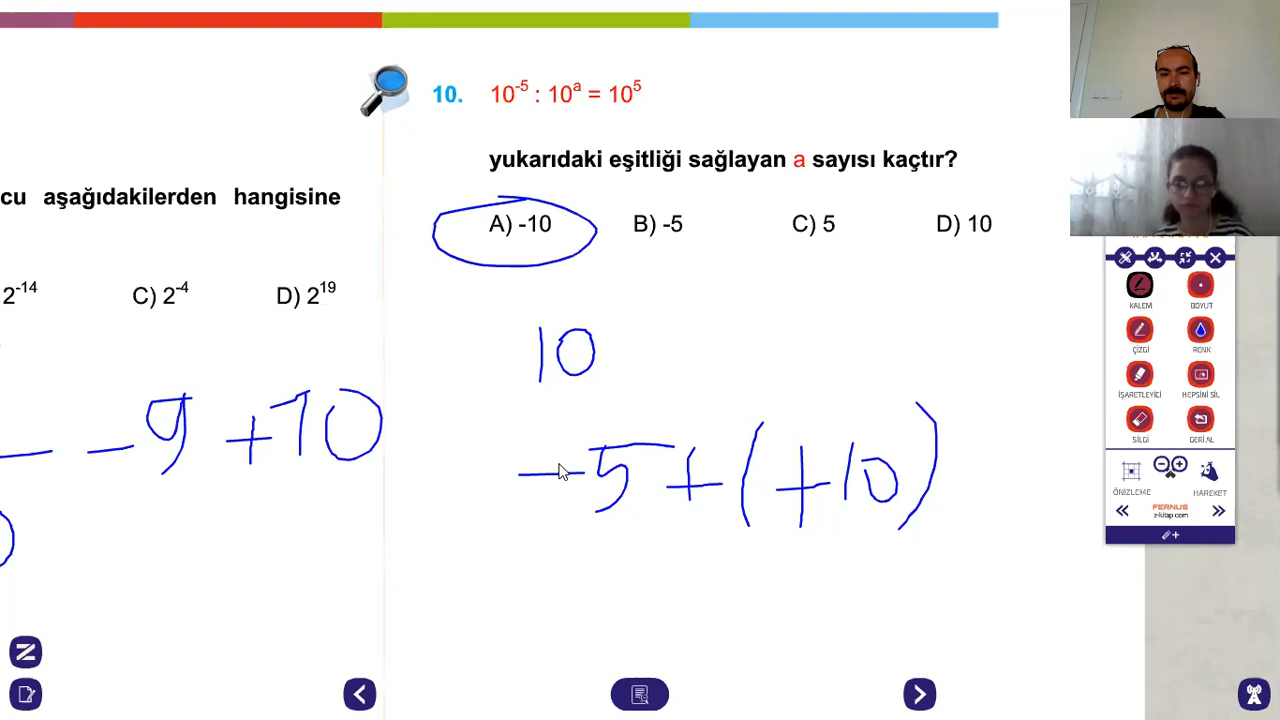 cu aşağıdakilerden hangisine
2⁻¹⁴ C) 2⁻⁴ D) 2¹⁹
- -9 +10
10. 10⁻⁵ : 10ᵃ = 10⁵
yukarıdaki eşitliği sağlayan a sayısı kaçtır?
A) -10 B) -5 C) 5 D) 10
10
-5+(+10)
KALEM BOYUT
ÇİZGİ RENK
İŞARETLEYİCİ HEPSİNİ SİL
SİLGİ GERİ AL
ÖNİZLEME HAREKET
FERNUS
z-kitap.com